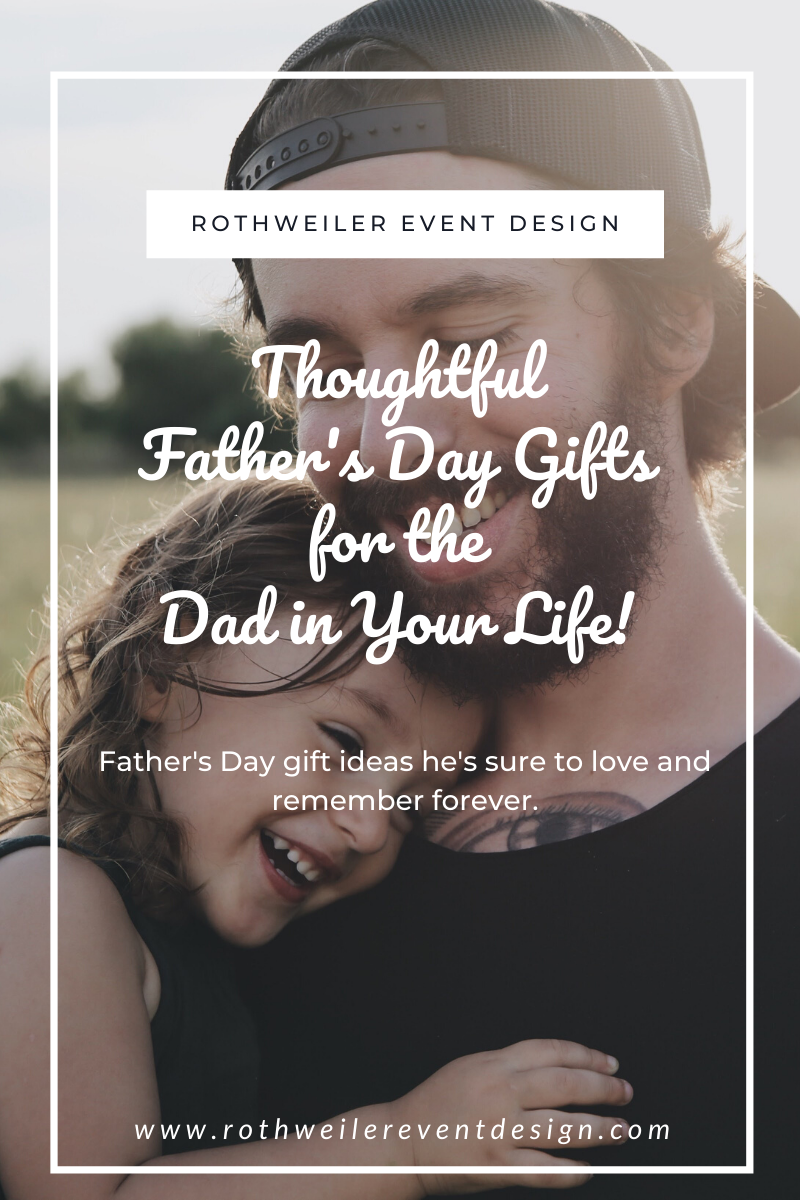 ROTHWEILER EVENT DESIGN
Thoughtful
Father's Day Gifts
for the
Dad in Your Life!
Father's Day gift ideas he's sure to love and
remember forever.
www.rothweilereventdesign.com